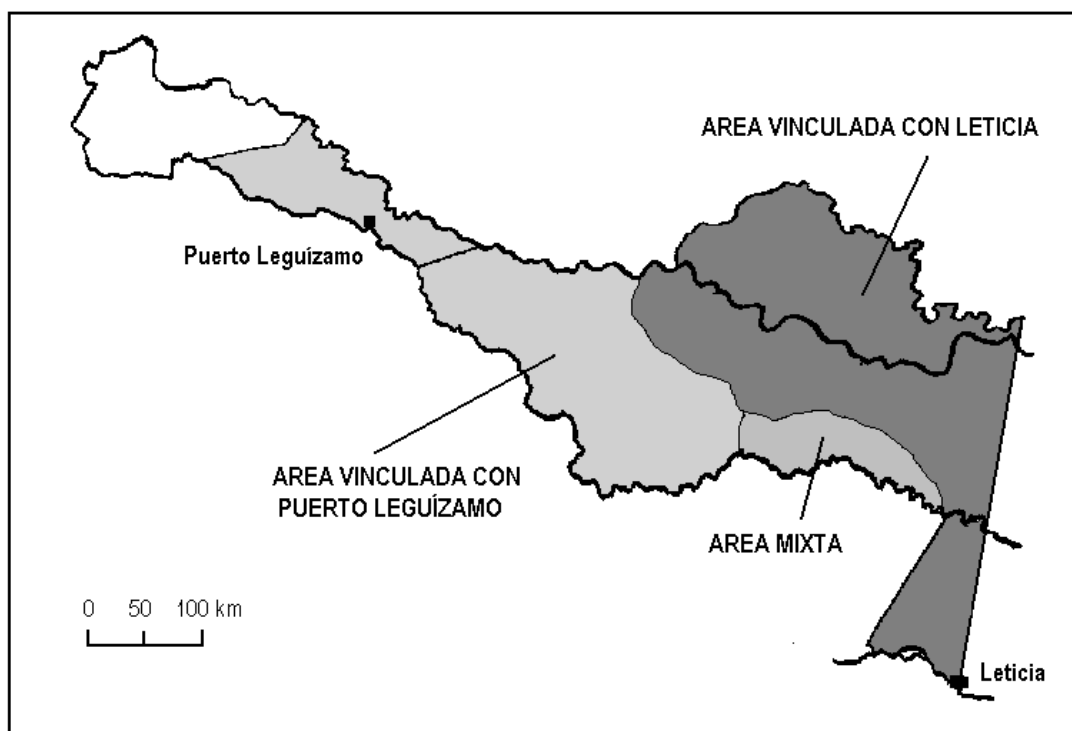 AREA VINCULADA CON LETICIA
Puerto Leguízamo
AREA VINCULADA CON
PUERTO LEGUÍZAMO
AREA MIXTA
0 50 100 km
Leticia